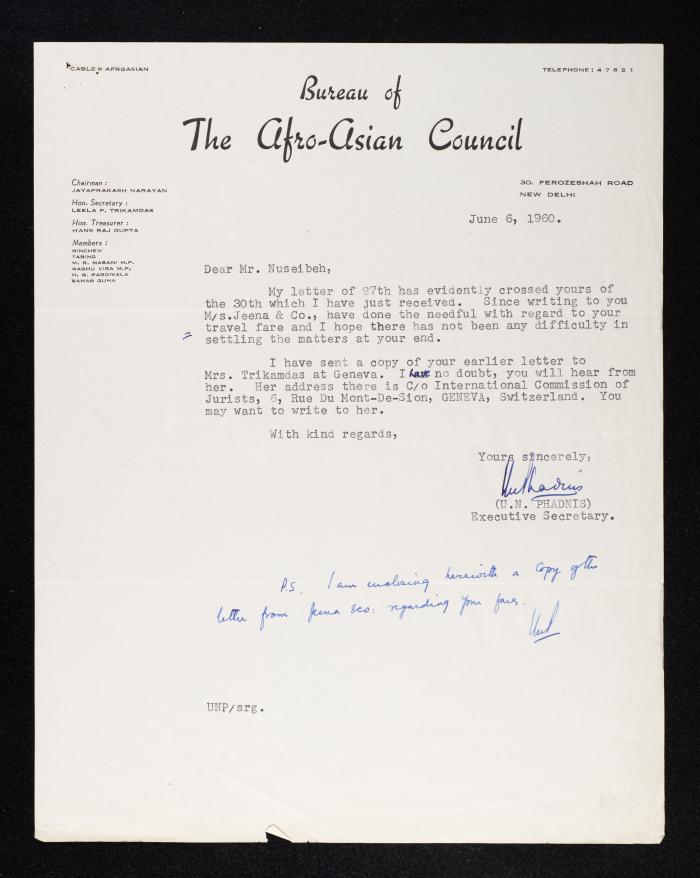 CABLE: AFROASIAN
TELEPHONE: 47621
Bureau of
The Afro-Asian Council
Chairman :
JAYAPRAKASH NARAYAN
Hon. Secretary :
LEELA P. TRIKAMDAS
Hon. Treasurer :
HANS RAJ GUPTA
Members :
RINCHEN
TARING
M. R. MASANI M.P.
RAGHU VIRA M.P.
H. R. PARDIVALA
SAMAR GUHA
30, FEROZESHAH ROAD
NEW DELHI
June 6, 1960.
Dear Mr. Nuseibeh,
My letter of 27th has evidently crossed yours of
the 30th which I have just received. Since writing to you
M/s.Jeena & Co., have done the needful with regard to your
travel fare and I hope there has not been any difficulty in
settling the matters at your end.
I have sent a copy of your earlier letter to
Mrs. Trikamdas at Geneva. I have no doubt, you will hear from
her. Her address there is C/o International Commission of
Jurists, 6, Rue Du Mont-De-Sion, GENEVA, Switzerland. You
may want to write to her.
With kind regards,
Yours sincerely,
(U.N. PHADNIS)
Executive Secretary.
P.S. I am enclosing herewith a copy of the
letter from Jeena &co: regarding your fares.
UNP/srg.